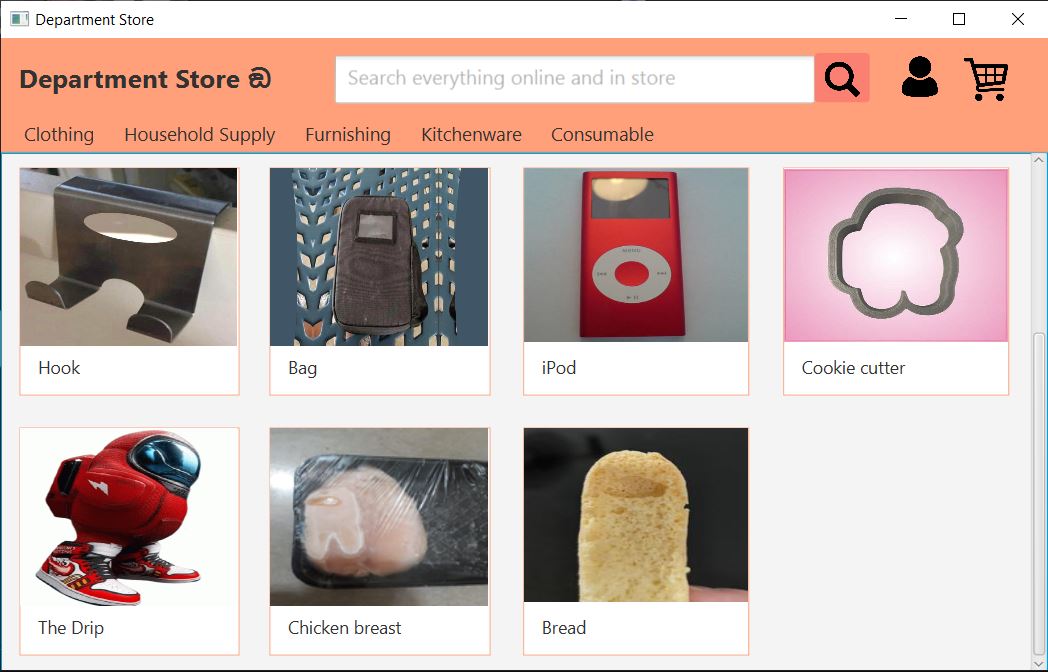 Department Store
Department Store ඞ
Search everything online and in store
Clothing Household Supply Furnishing Kitchenware Consumable
MENU
Hook Bag iPod Cookie cutter
The Drip Chicken breast Bread